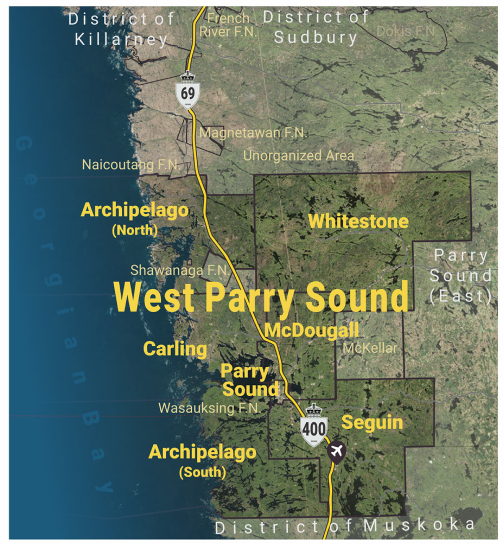 District of
Killarney
French
River F.N.
District of
Sudbury
Dokis F.N.
69
Magnetawan F.N.
Unorganized Area
Naicoutang F.N.
Archipelago
(North)
Whitestone
Parry
Sound
(East)
Shawanaga F.N.
West Parry Sound
McDougall
Carling
McKellar
Parry
Sound
Wasauksing F.N.
400
Seguin
Archipelago
(South)
Georgian Bay
District of Muskoka